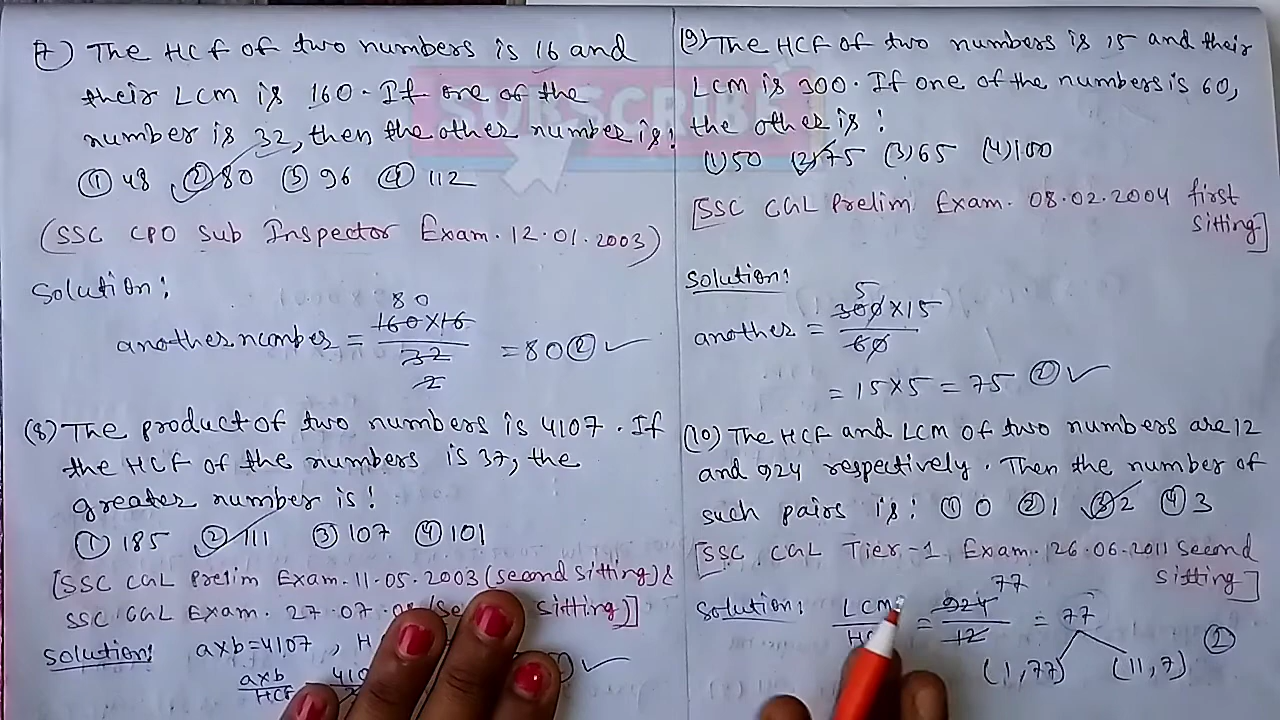 7) The HCF of two numbers is 16 and
their LCM is 160. If one of the
number is 32, then the other number is!
① 48 ② 80 ③ 96 ④ 112
(SSC CPO Sub Inspector Exam. 12.01.2003)
Solution:
another number = 160×16 / 32 = 80 ② ✓
80
2
(8) The product of two numbers is 4107. If
the HCF of the numbers is 37, the
greater number is!
① 185 ② 111 ③ 107 ④ 101
[SSC CGL Prelim Exam. 11.05.2003 (second Sitting) &
SSC CGL Exam. 27.07. Sitting)]
Solution! a×b=4107, H
a×b / HCF
(9) The HCF of two numbers is 15 and their
LCM is 300. If one of the numbers is 60,
the other is:
(1) 50 (2) 75 (3) 65 (4) 100
[SSC CGL Prelim Exam. 08.02.2004 first
Sitting]
Solution:
5
another = 300×15 / 60
= 15×5 = 75 ② ✓
(10) The HCF and LCM of two numbers are 12
and 924 respectively. Then the number of
such pairs is: ① 0 ② 1 ③ 2 ④ 3
[SSC CGL Tier-1 Exam. 26.06.2011 Second
Sitting]
77
Solution: LCM / = 924 / 12 = 77
(1,77) (11,7) ②
SUBSCRIBE